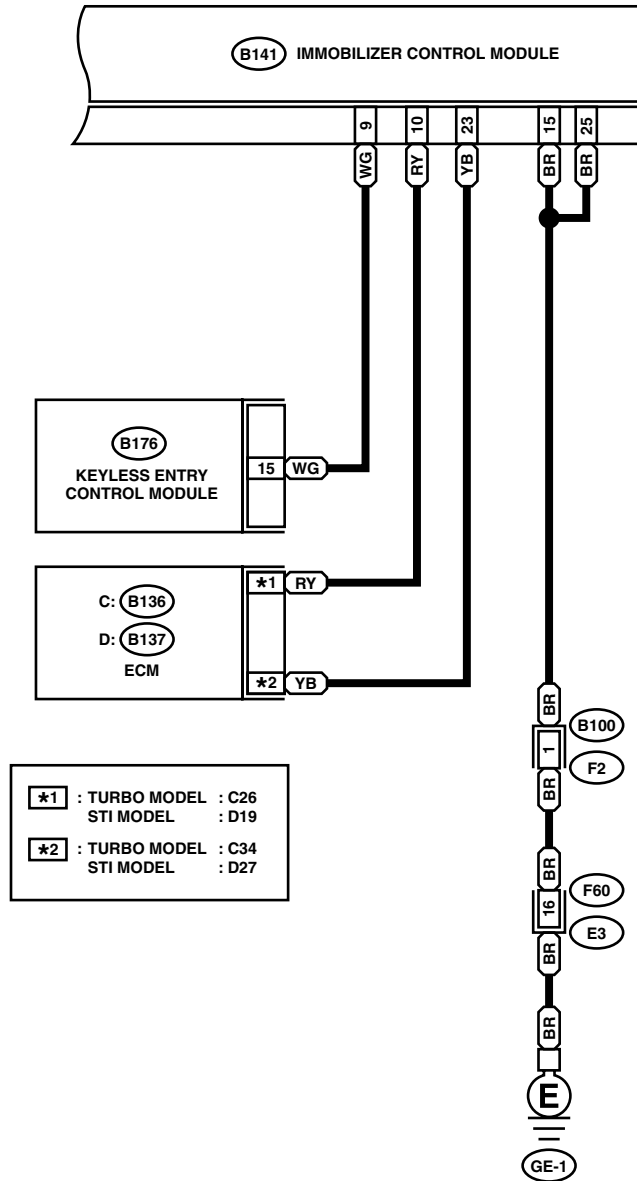 B141 IMMOBILIZER CONTROL MODULE
9 10 23 15 25
WG RY YB BR BR
B176
KEYLESS ENTRY
CONTROL MODULE
15 WG
C: B136
D: B137
ECM
*1 RY
*2 YB
BR
B100
1
F2
BR
*1 : TURBO MODEL : C26
STI MODEL : D19
*2 : TURBO MODEL : C34
STI MODEL : D27
BR
F60
16
E3
BR
BR
E
GE-1